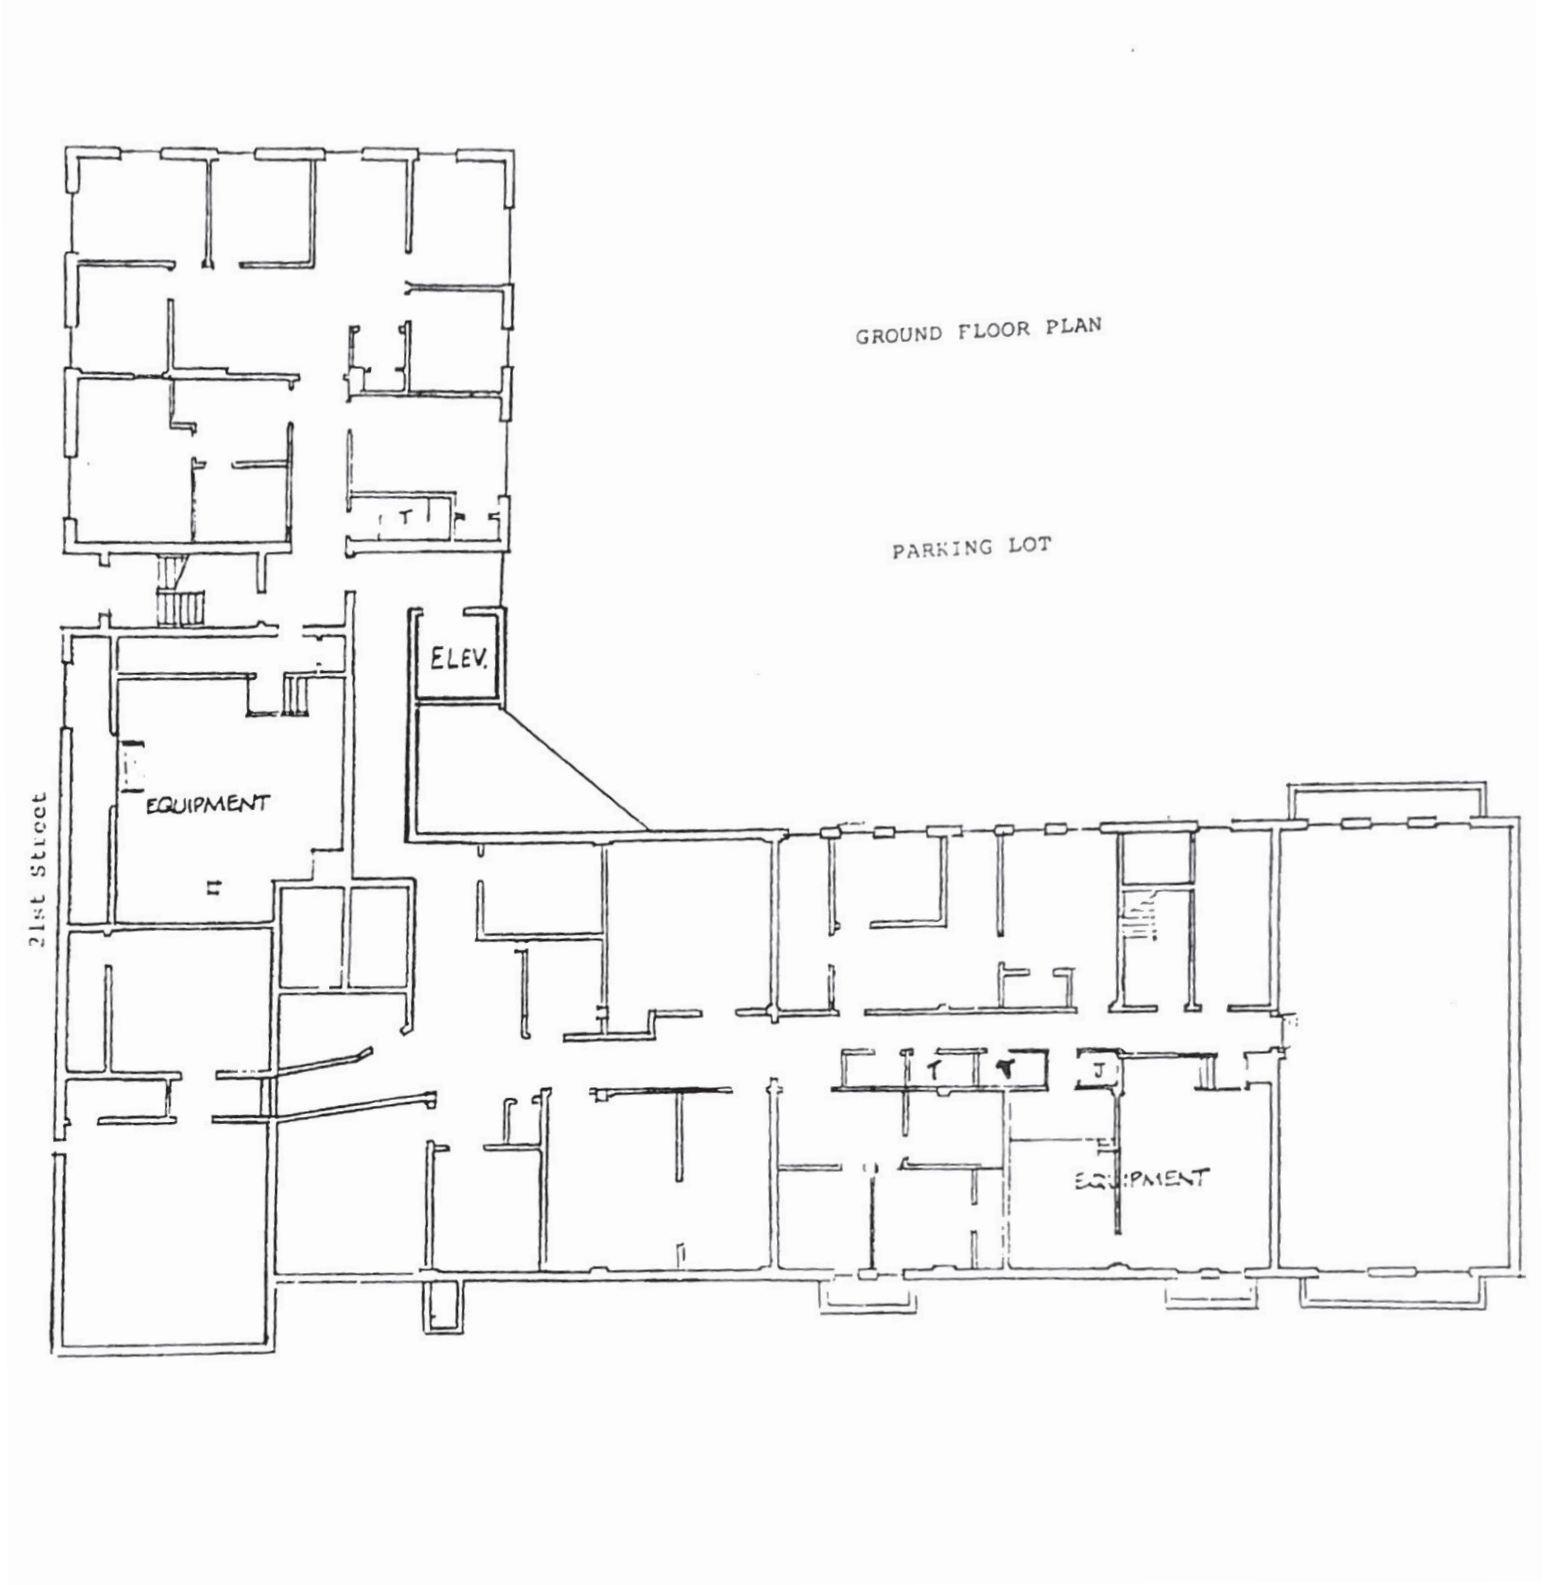 GROUND FLOOR PLAN
PARKING LOT
T
ELEV.
EQUIPMENT
21st Street
T
T
J
EQUIPMENT